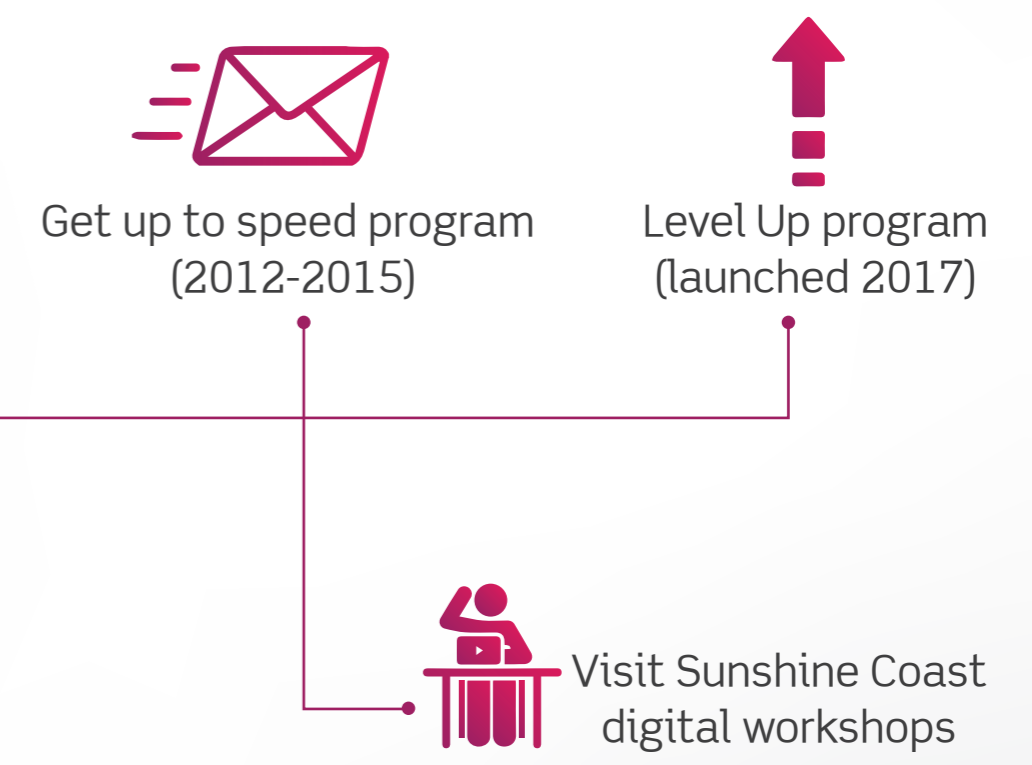 Get up to speed program
(2012-2015)
Level Up program
(launched 2017)
Visit Sunshine Coast
digital workshops